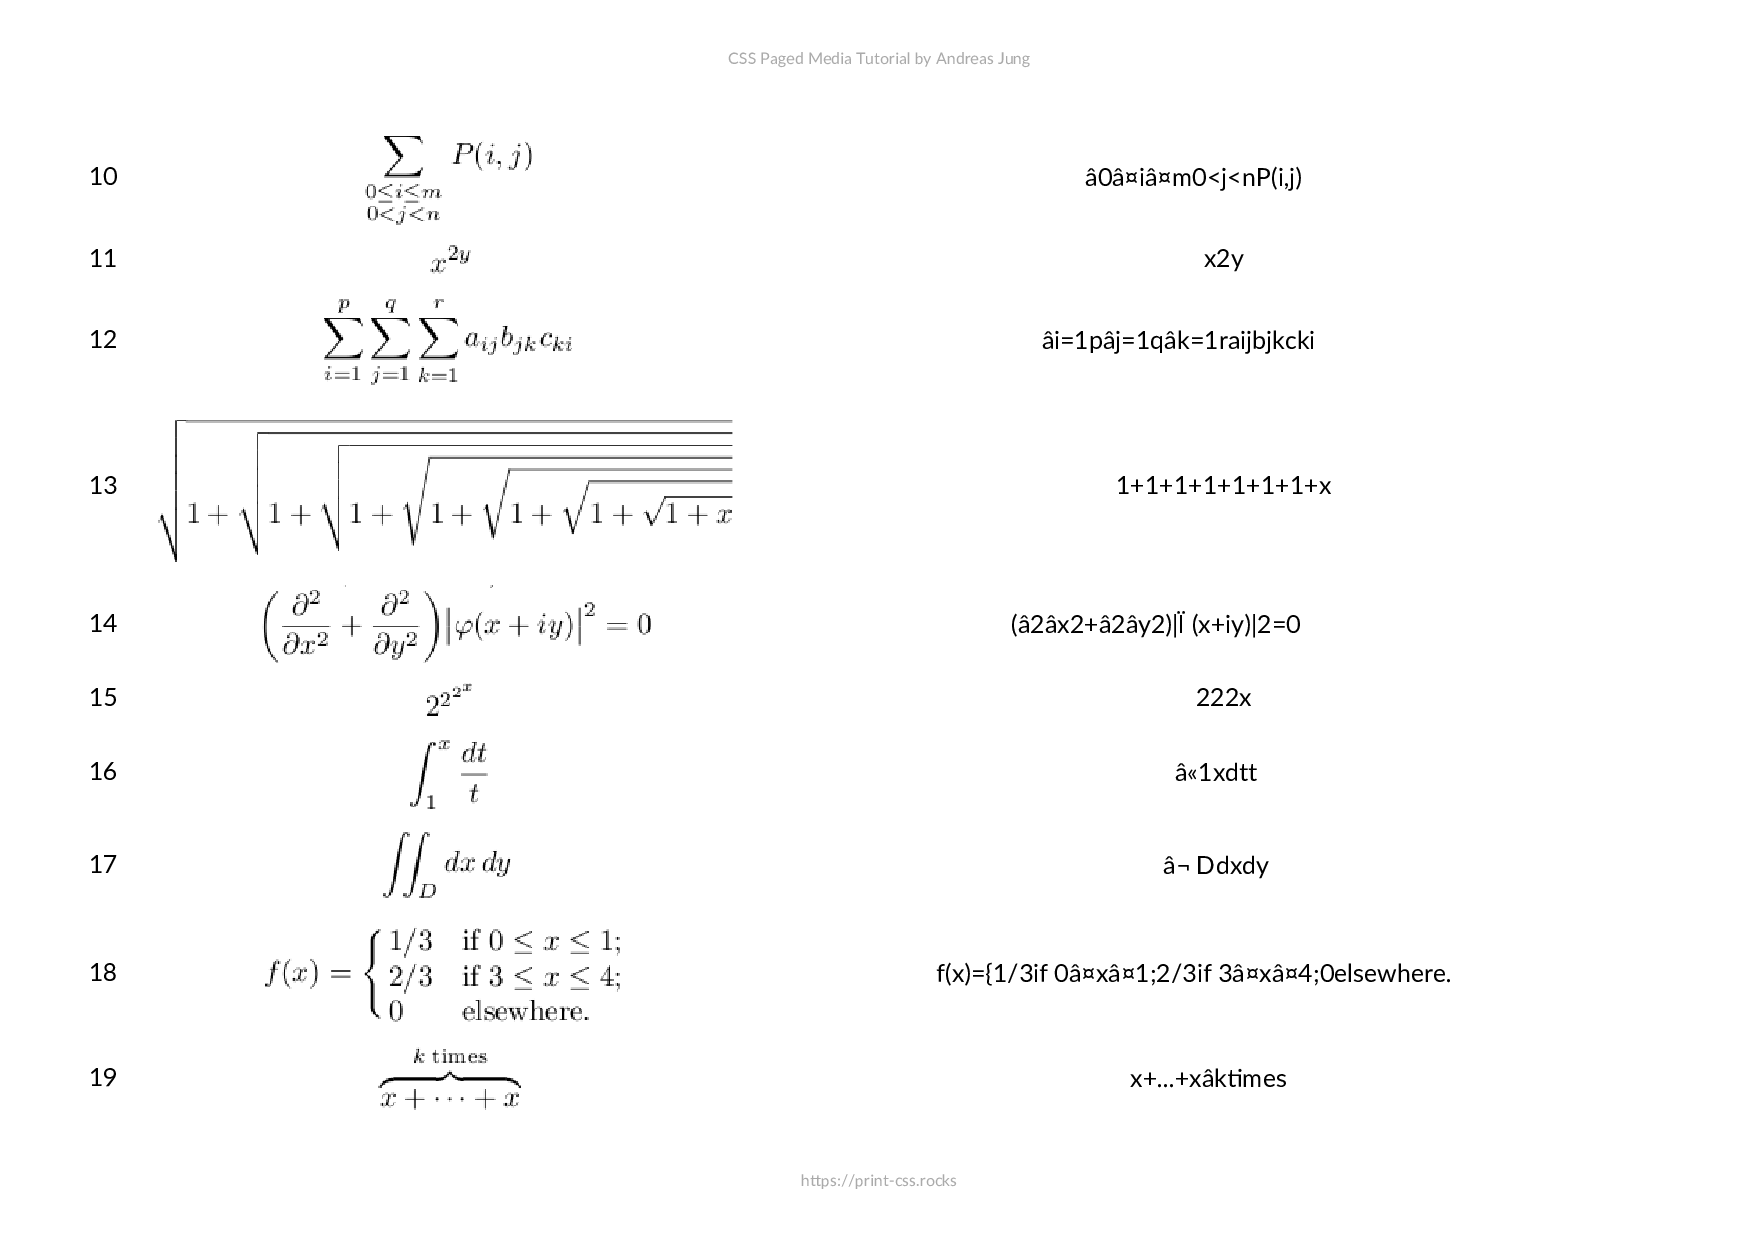 CSS Paged Media Tutorial by Andreas Jung
10 \sum_{\substack{0 \le i \le m \\ 0 < j < n}} P(i, j) â0â¤iâ¤m0<j<nP(i,j)
11 x^{2y} x2y
12 \sum_{i=1}^{p} \sum_{j=1}^{q} \sum_{k=1}^{r} a_{ij} b_{jk} c_{ki} âi=1pâj=1qâk=1raijbjkcki
13 \sqrt{1+\sqrt{1+\sqrt{1+\sqrt{1+\sqrt{1+\sqrt{1+\sqrt{1+x}}}}}}} 1+1+1+1+1+1+1+x
14 \left( \frac{\partial^2}{\partial x^2} + \frac{\partial^2}{\partial y^2} \right) |\varphi(x + iy)|^2 = 0 (â2âx2+â2ây2)|Ï (x+iy)|2=0
15 2^{2^{2^x}} 222x
16 \int_1^x \frac{dt}{t} â«1xdtt
17 \iint_D dx\,dy â¬ Ddxdy
18 f(x) = \begin{cases} 1/3 & \text{if } 0 \le x \le 1; \\ 2/3 & \text{if } 3 \le x \le 4; \\ 0 & \text{elsewhere.} \end{cases} f(x)={1/3if 0â¤xâ¤1;2/3if 3â¤xâ¤4;0elsewhere.
19 \overbrace{x + \cdots + x}^{k \text{ times}} x+...+xâktimes
https://print-css.rocks